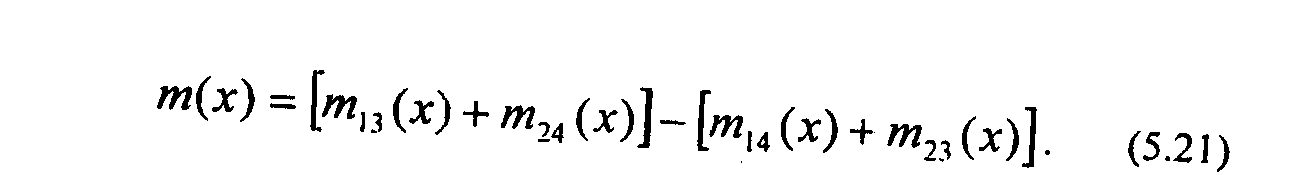 m(x) = [m₁₃(x) + m₂₄(x)] − [m₁₄(x) + m₂₃(x)]. (5.21)